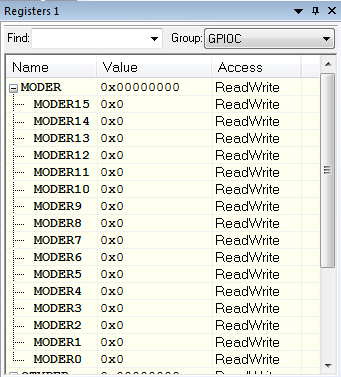 Registers 1
Find: Group: GPIOC
Name Value Access
MODER 0x00000000 ReadWrite
MODER15 0x0 ReadWrite
MODER14 0x0 ReadWrite
MODER13 0x0 ReadWrite
MODER12 0x0 ReadWrite
MODER11 0x0 ReadWrite
MODER10 0x0 ReadWrite
MODER9 0x0 ReadWrite
MODER8 0x0 ReadWrite
MODER7 0x0 ReadWrite
MODER6 0x0 ReadWrite
MODER5 0x0 ReadWrite
MODER4 0x0 ReadWrite
MODER3 0x0 ReadWrite
MODER2 0x0 ReadWrite
MODER1 0x0 ReadWrite
MODER0 0x0 ReadWrite